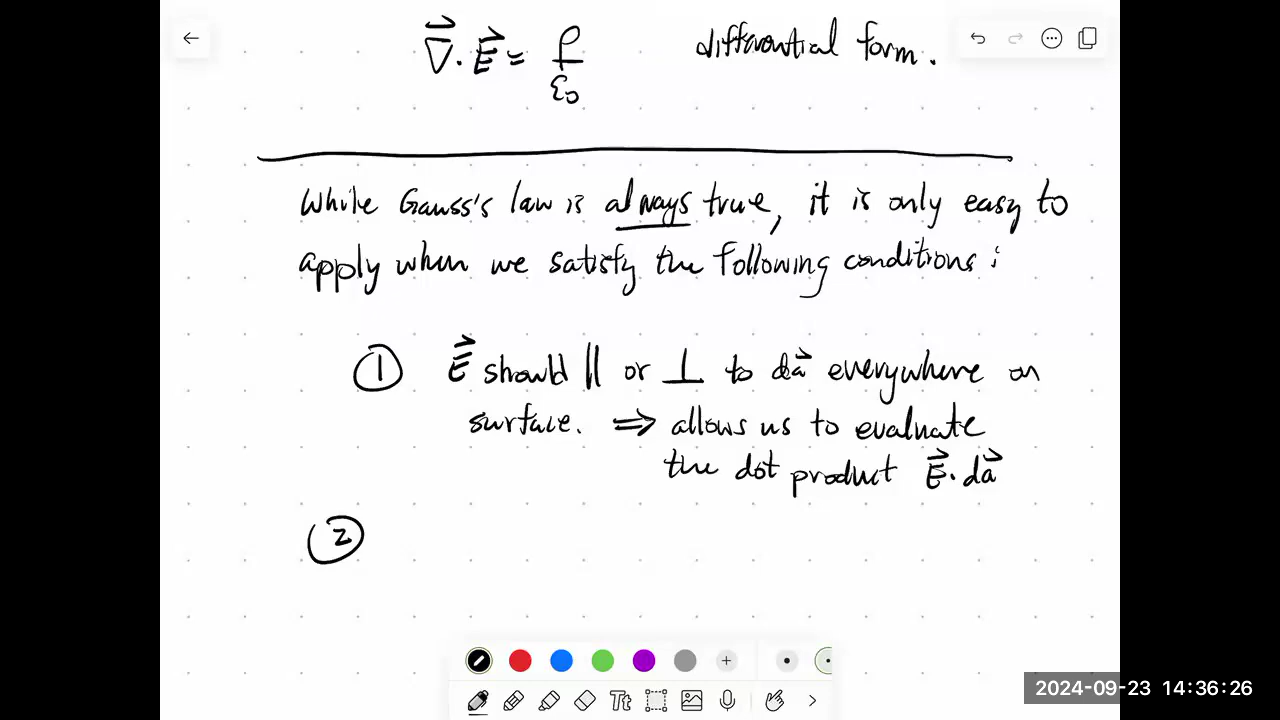 ∇⃗·E⃗ = ρ/ε₀ differential form.
While Gauss's law is always true, it is only easy to
apply when we satisfy the following conditions:
① E⃗ should || or ⊥ to da⃗ everywhere on
surface. ⇒ allows us to evaluate
the dot product E⃗·da⃗
②
Tt
2024-09-23 14:36:26